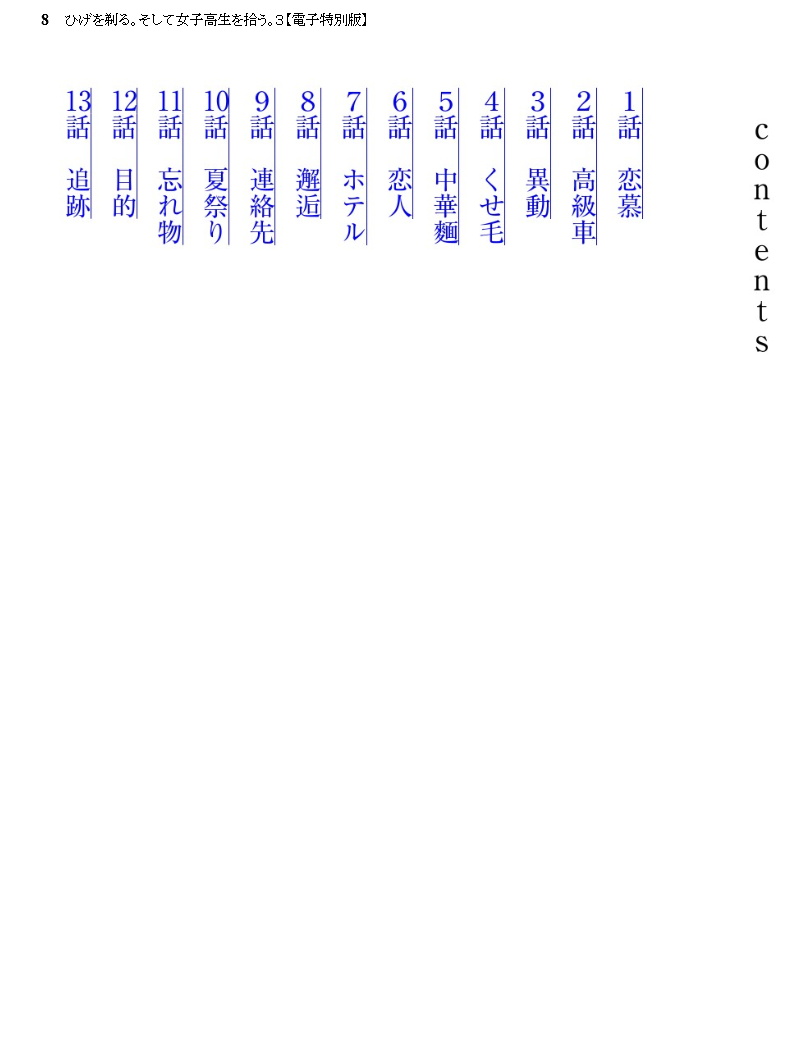 8 ひげを剃る。そして女子高生を拾う。3【電子特別版】
contents
1話 恋慕
2話 高級車
3話 異動
4話 くせ毛
5話 中華麺
6話 恋人
7話 ホテル
8話 邂逅
9話 連絡先
10話 夏祭り
11話 忘れ物
12話 目的
13話 追跡